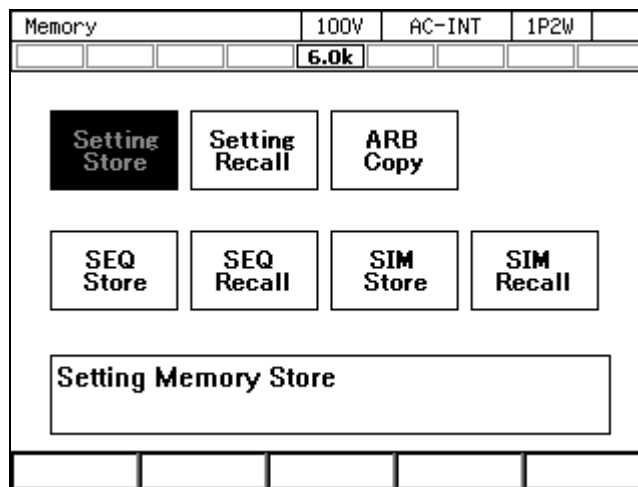 Memory 100V AC-INT 1P2W
6.0k
Setting Store
Setting Recall
ARB Copy
SEQ Store
SEQ Recall
SIM Store
SIM Recall
Setting Memory Store